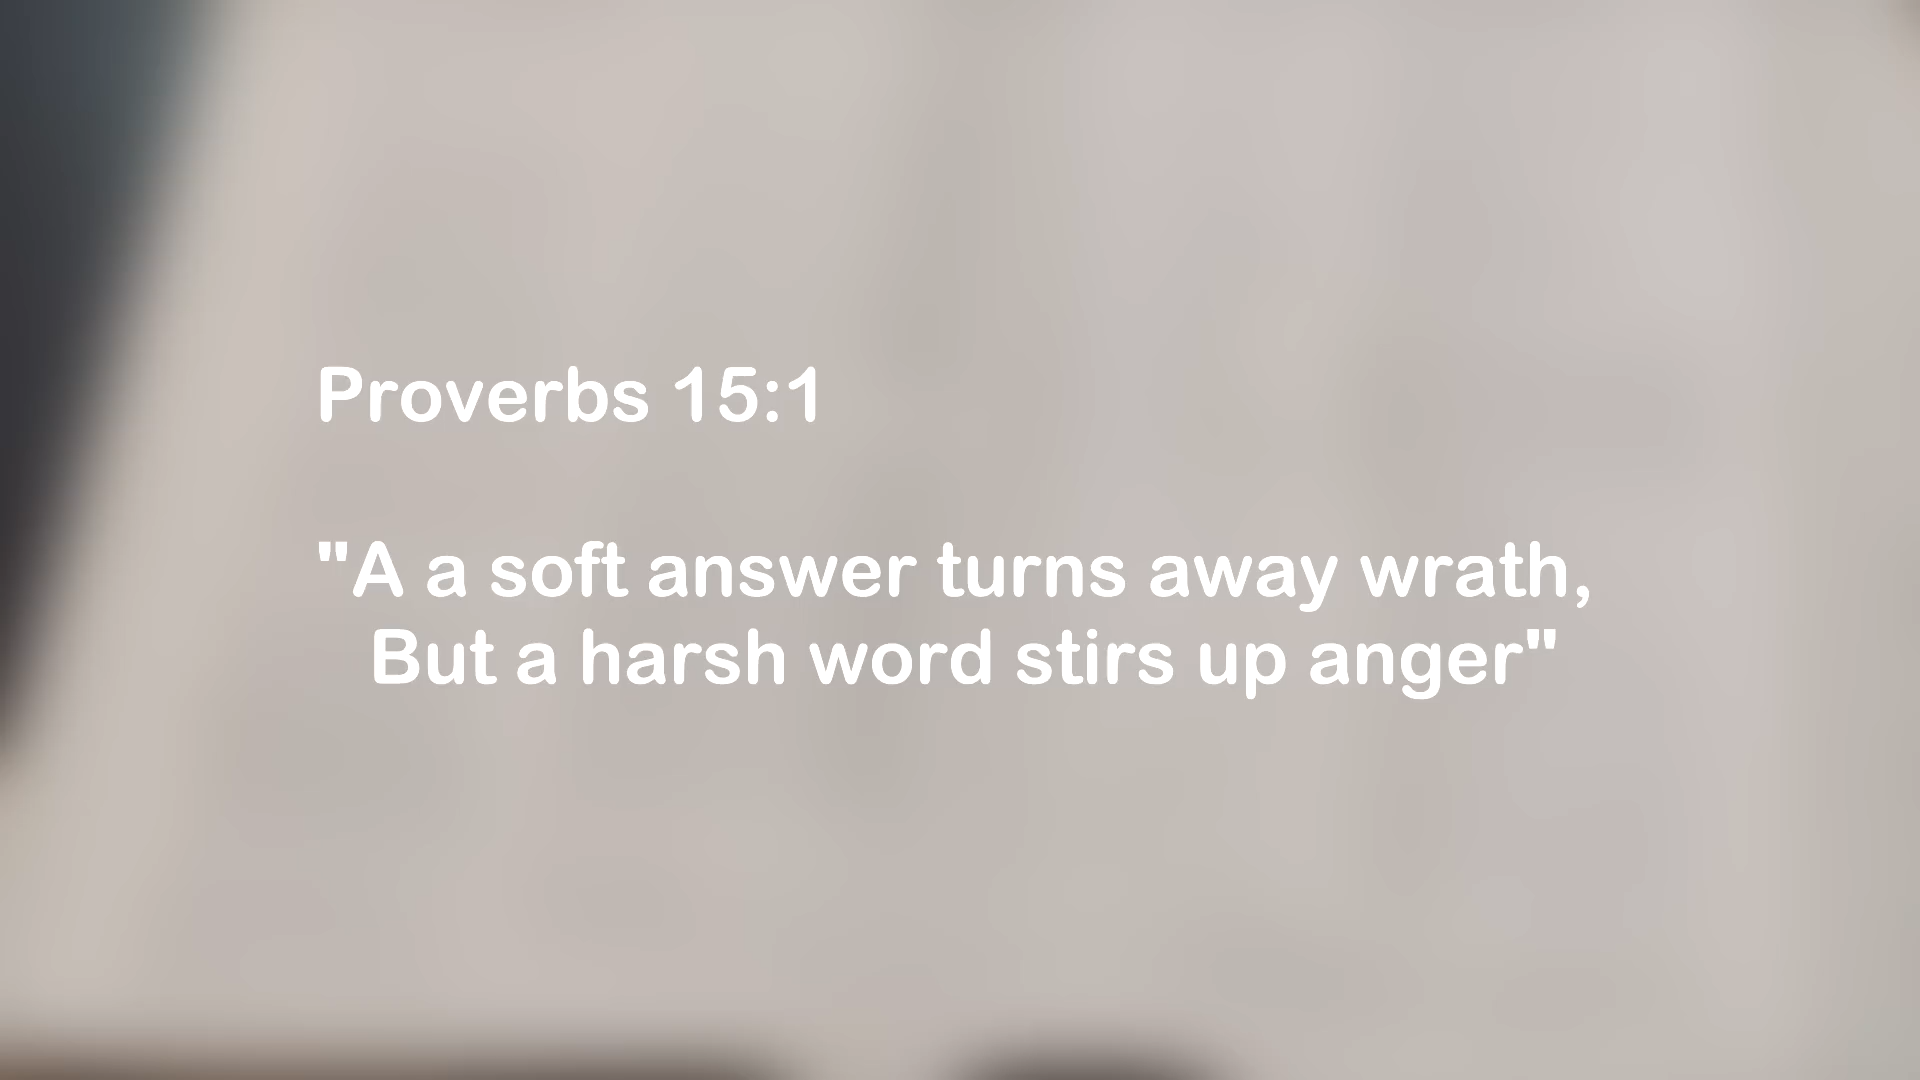 Proverbs 15:1
"A a soft answer turns away wrath,
But a harsh word stirs up anger"